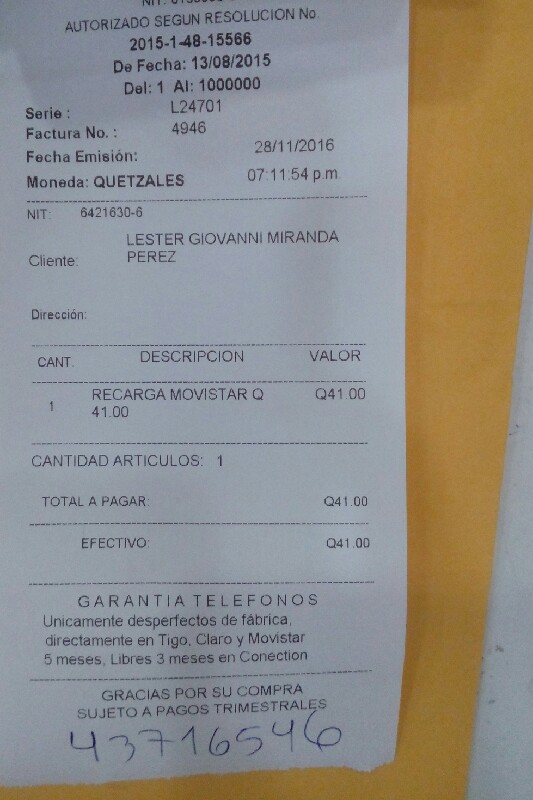 AUTORIZADO SEGUN RESOLUCION No.
2015-1-48-15566
De Fecha: 13/08/2015
Del: 1 Al: 1000000
Serie : L24701
Factura No. : 4946
Fecha Emisión: 28/11/2016
Moneda: QUETZALES 07:11:54 p.m.
NIT: 6421630-6
LESTER GIOVANNI MIRANDA
Cliente: PEREZ
Dirección:
CANT. DESCRIPCION VALOR
RECARGA MOVISTAR Q Q41.00
1 41.00
CANTIDAD ARTICULOS: 1
TOTAL A PAGAR: Q41.00
EFECTIVO: Q41.00
GARANTIA TELEFONOS
Unicamente desperfectos de fábrica,
directamente en Tigo, Claro y Movistar
5 meses, Libres 3 meses en Conection
GRACIAS POR SU COMPRA
SUJETO A PAGOS TRIMESTRALES
43716546